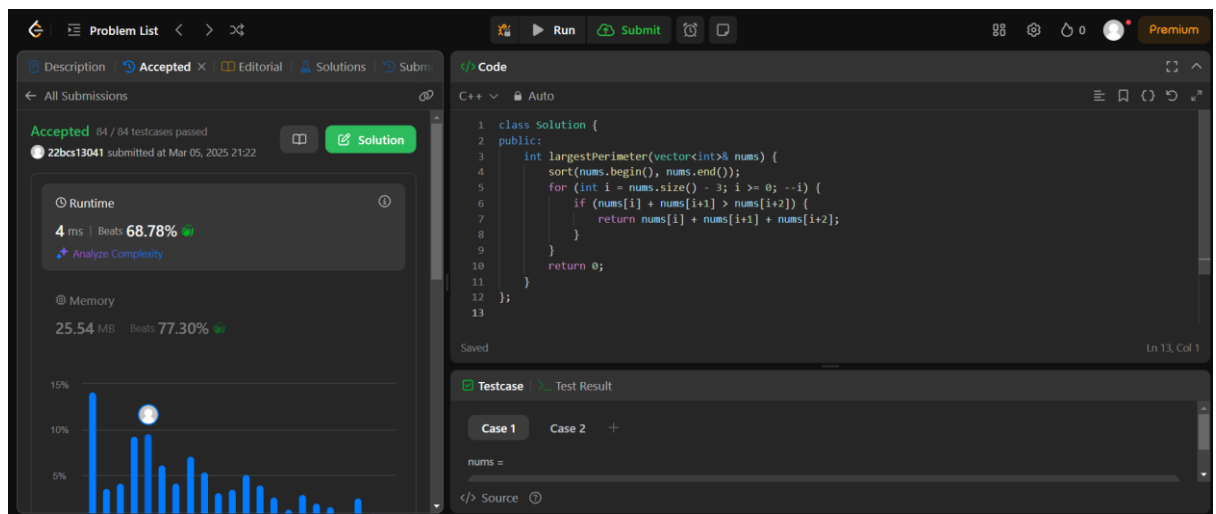 Problem List
Run
Submit
0
Premium
Description
Accepted
Editorial
Solutions
Subm
All Submissions
Accepted 84 / 84 testcases passed
22bcs13041 submitted at Mar 05, 2025 21:22
Solution
Runtime
4 ms | Beats 68.78%
Analyze Complexity
Memory
25.54 MB | Beats 77.30%
15%
10%
5%
</> Code
C++
Auto
1 class Solution {
2 public:
3 int largestPerimeter(vector<int>& nums) {
4 sort(nums.begin(), nums.end());
5 for (int i = nums.size() - 3; i >= 0; --i) {
6 if (nums[i] + nums[i+1] > nums[i+2]) {
7 return nums[i] + nums[i+1] + nums[i+2];
8 }
9 }
10 return 0;
11 }
12 };
13
Saved
Ln 13, Col 1
Testcase
Test Result
Case 1
Case 2
+
nums =
</> Source